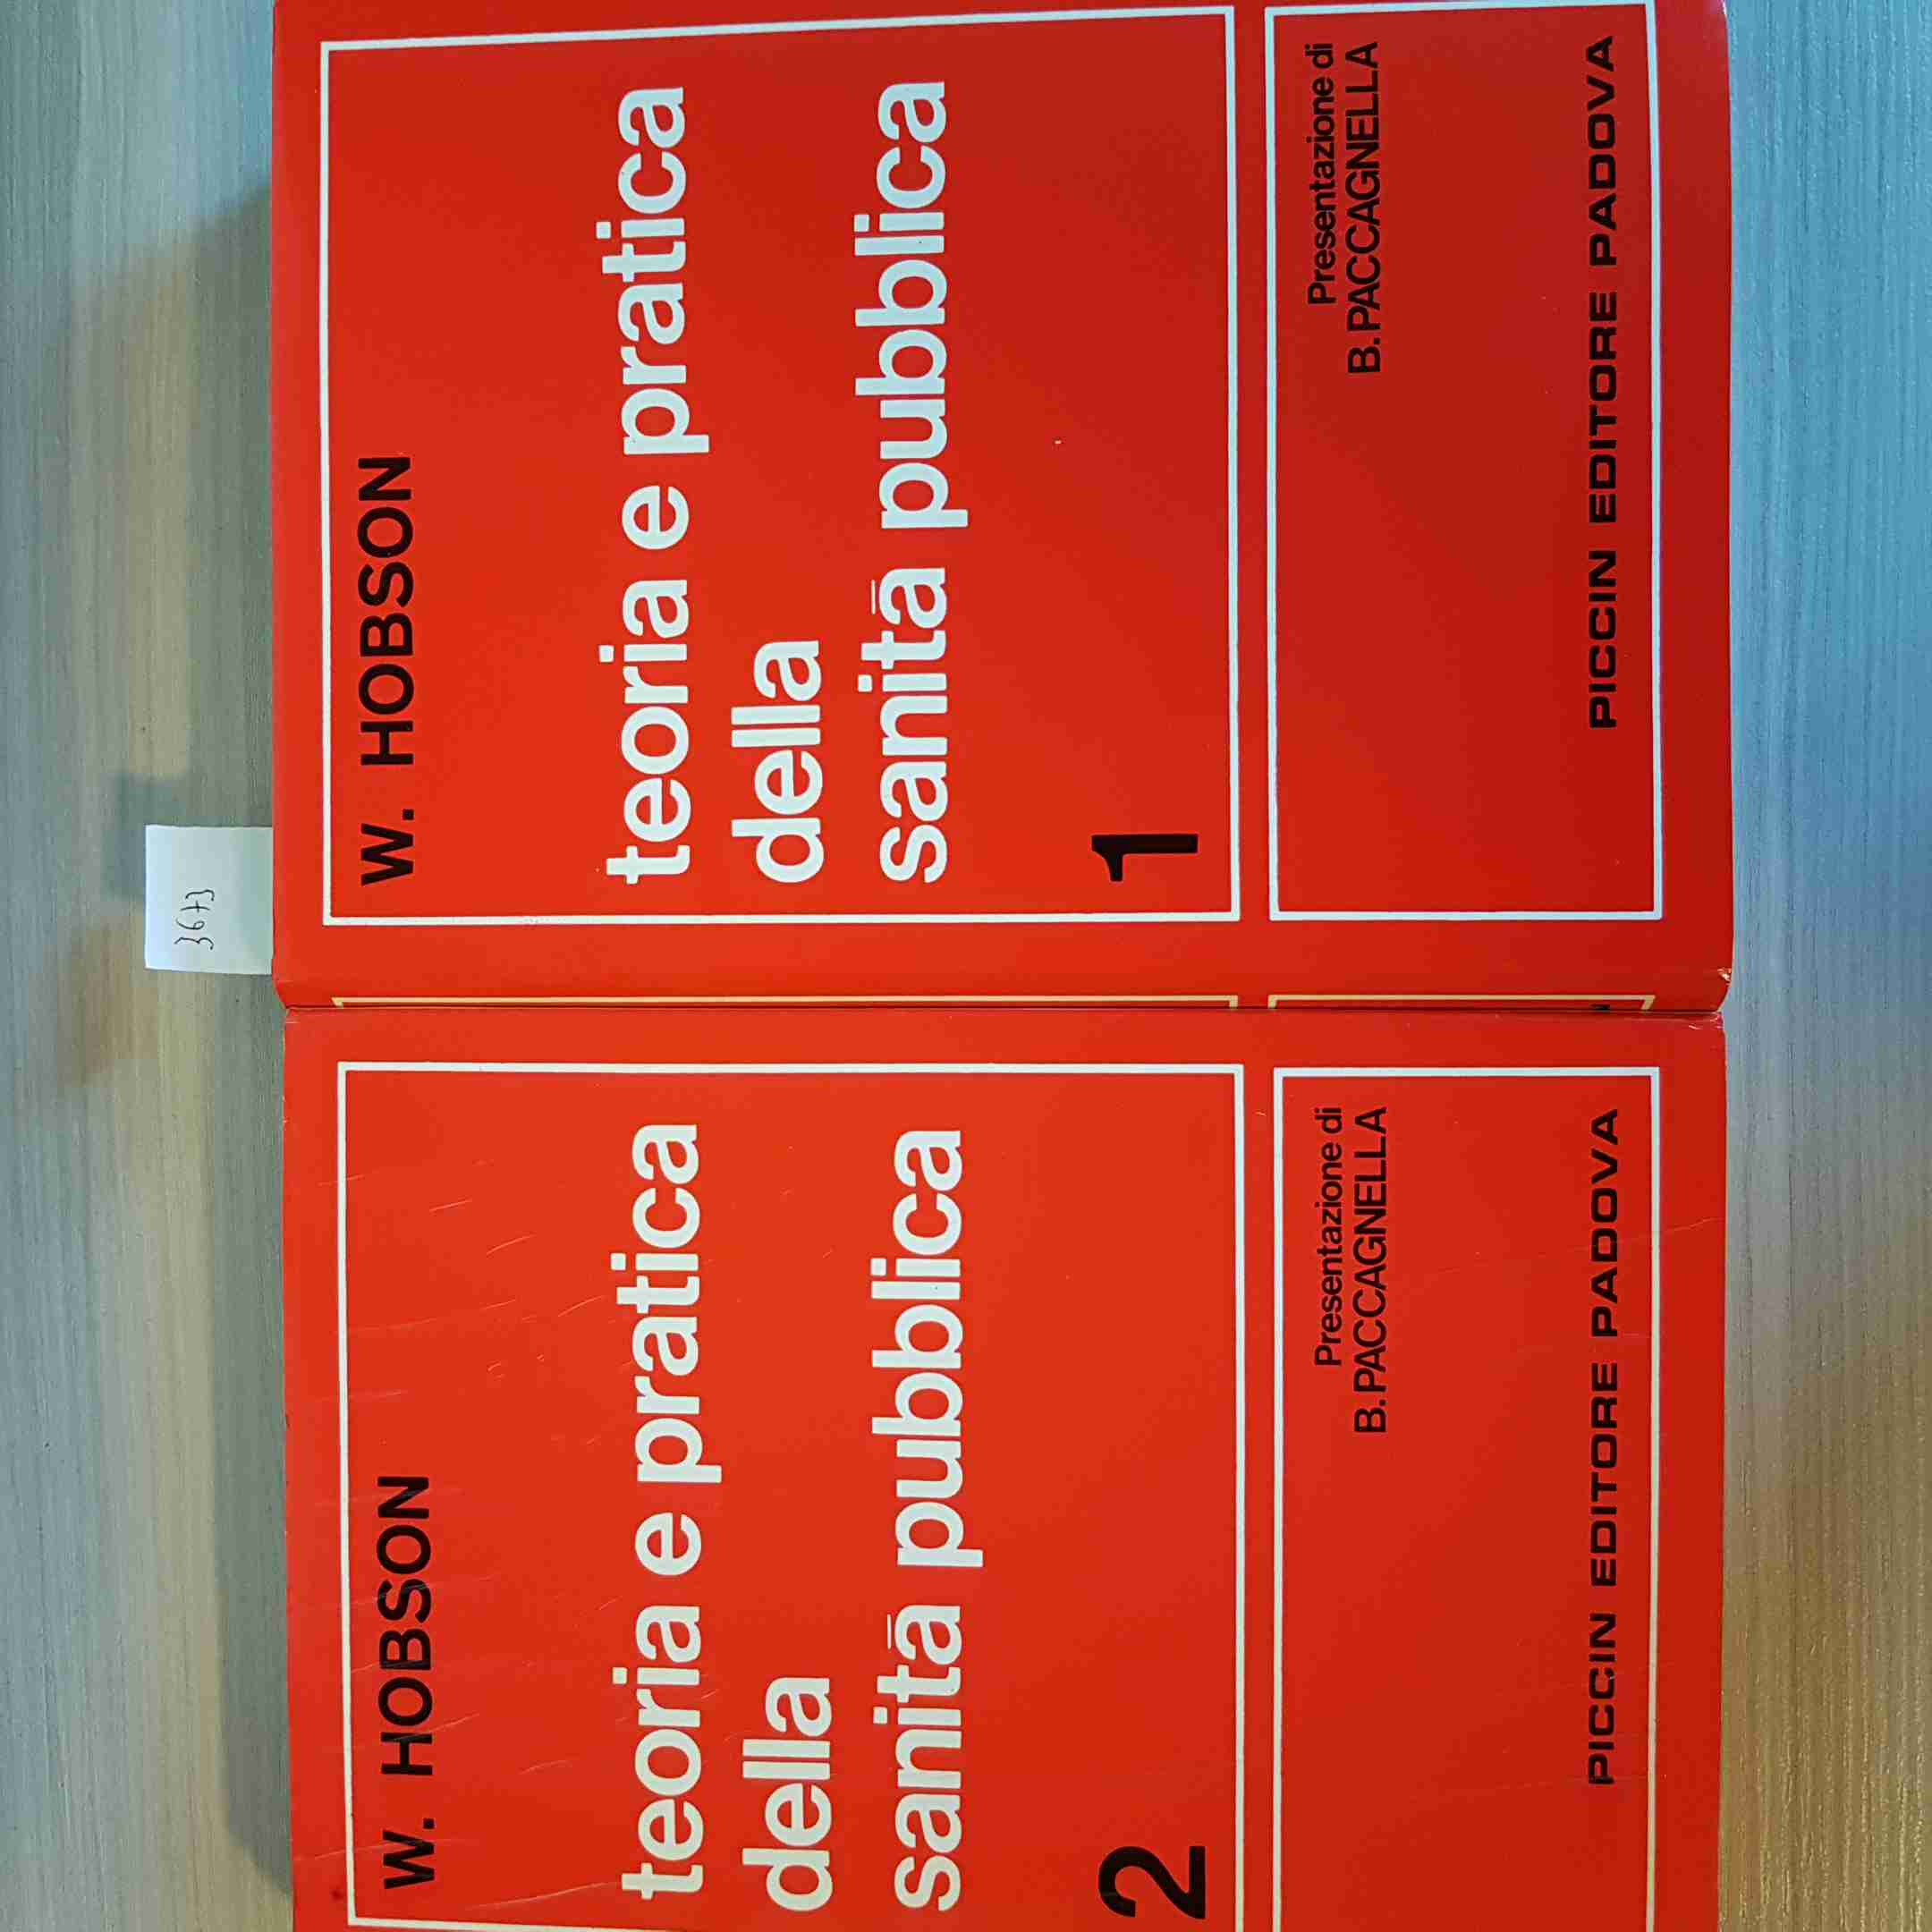 3673
W. HOBSON
teoria e pratica
della
sanità pubblica
1
Presentazione di
B. PACCAGNELLA
PICCIN EDITORE PADOVA
W. HOBSON
teoria e pratica
della
sanità pubblica
2
Presentazione di
B. PACCAGNELLA
PICCIN EDITORE PADOVA